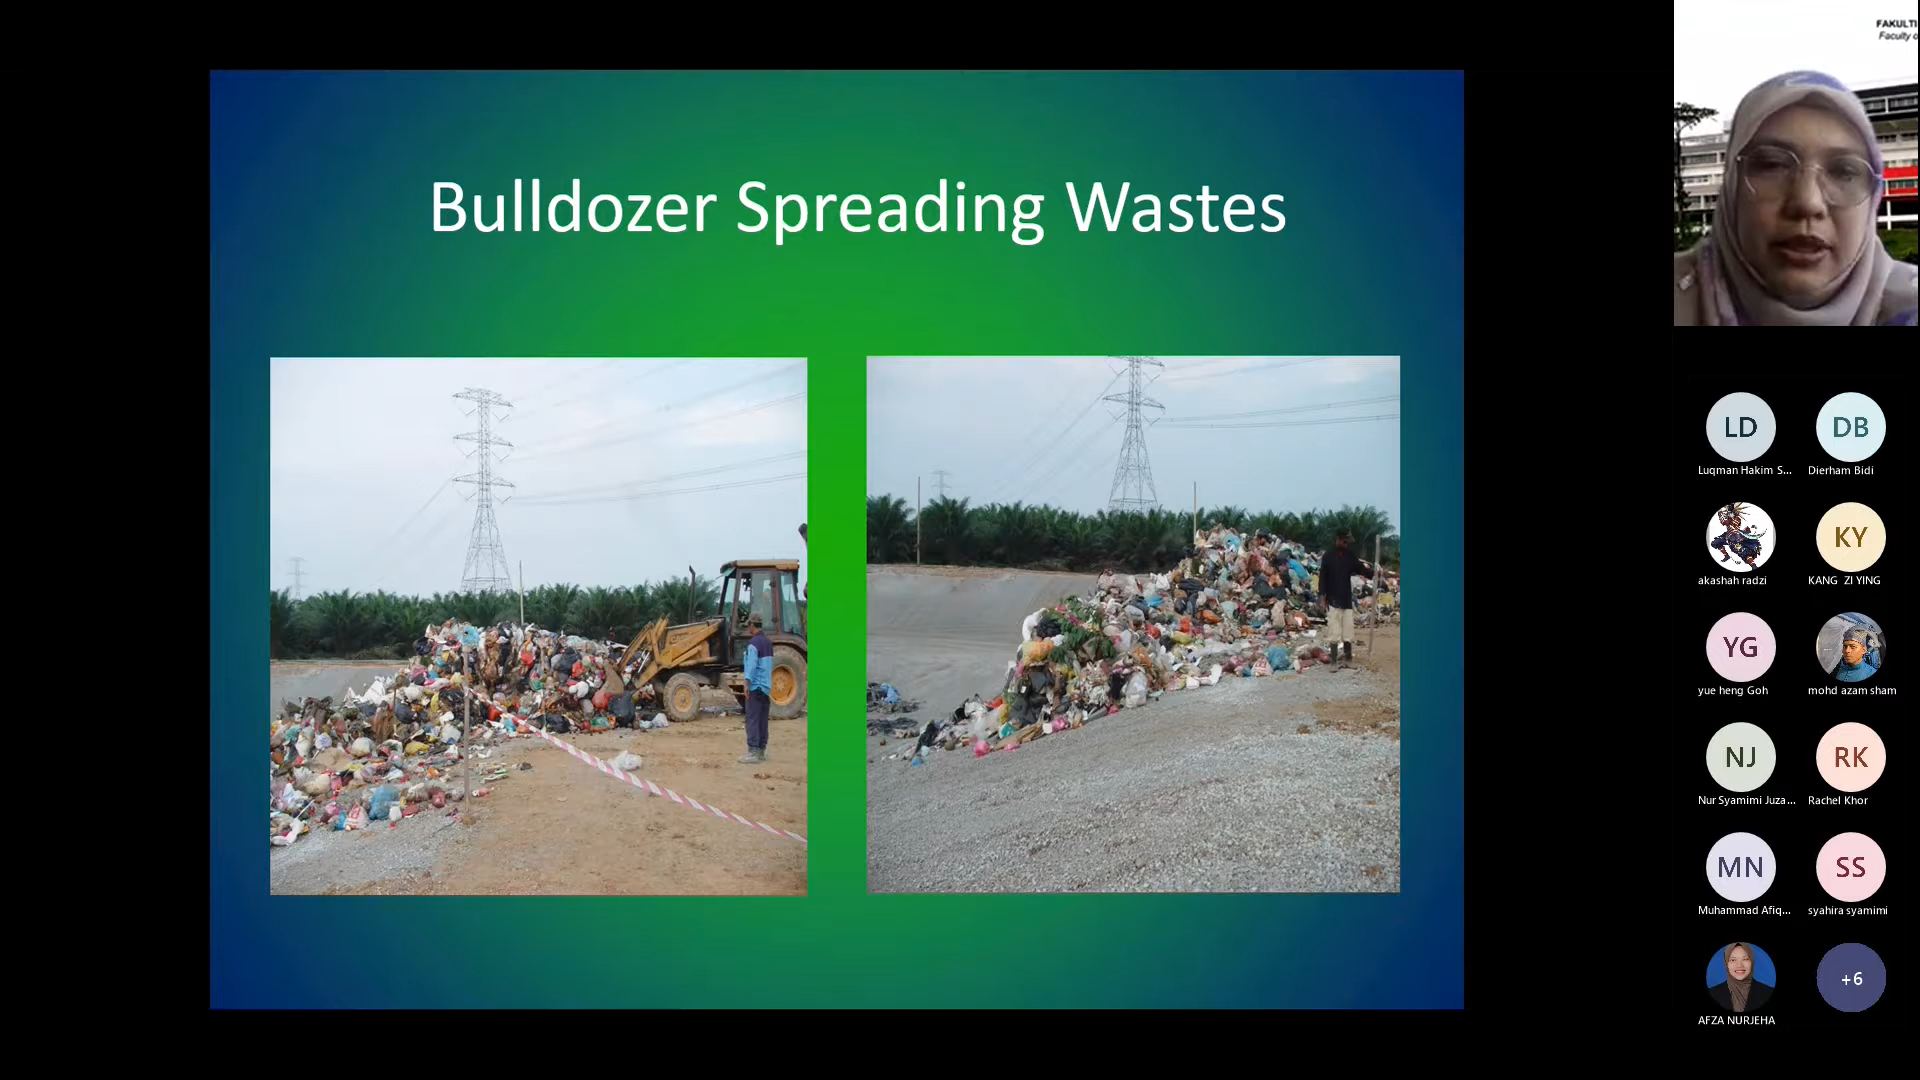 FAKULTI
Faculty o
Bulldozer Spreading Wastes
LD
Luqman Hakim S...
DB
Dierham Bidi
akashah radzi
KY
KANG ZI YING
YG
yue heng Goh
mohd azam sham
NJ
Nur Syamimi Juza...
RK
Rachel Khor
MN
Muhammad Afiq...
SS
syahira syamimi
AFZA NURJEHA
+6